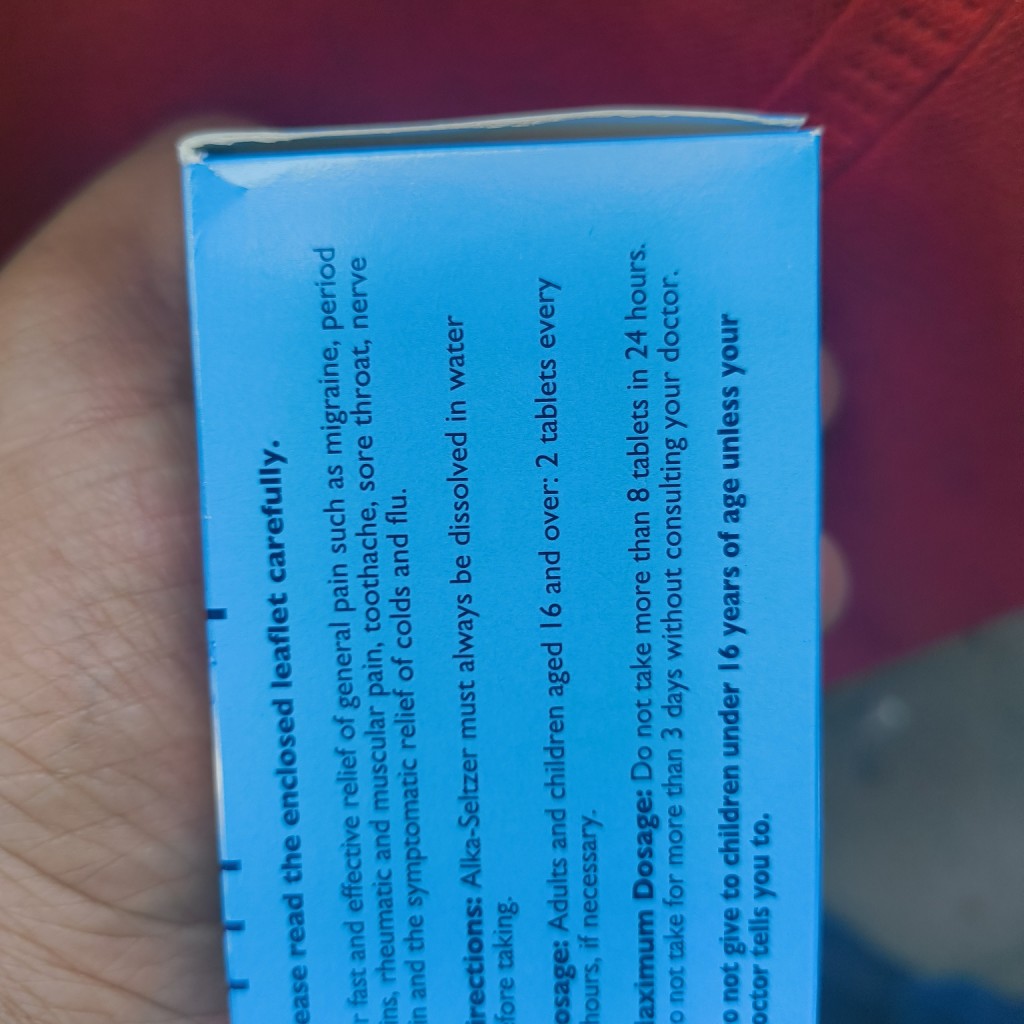 ease read the enclosed leaflet carefully.
r fast and effective relief of general pain such as migraine, period
ins, rheumatic and muscular pain, toothache, sore throat, nerve
in and the symptomatic relief of colds and flu.
irections: Alka-Seltzer must always be dissolved in water
fore taking.
osage: Adults and children aged 16 and over: 2 tablets every
hours, if necessary.
laximum Dosage: Do not take more than 8 tablets in 24 hours.
o not take for more than 3 days without consulting your doctor.
o not give to children under 16 years of age unless your
octor tells you to.